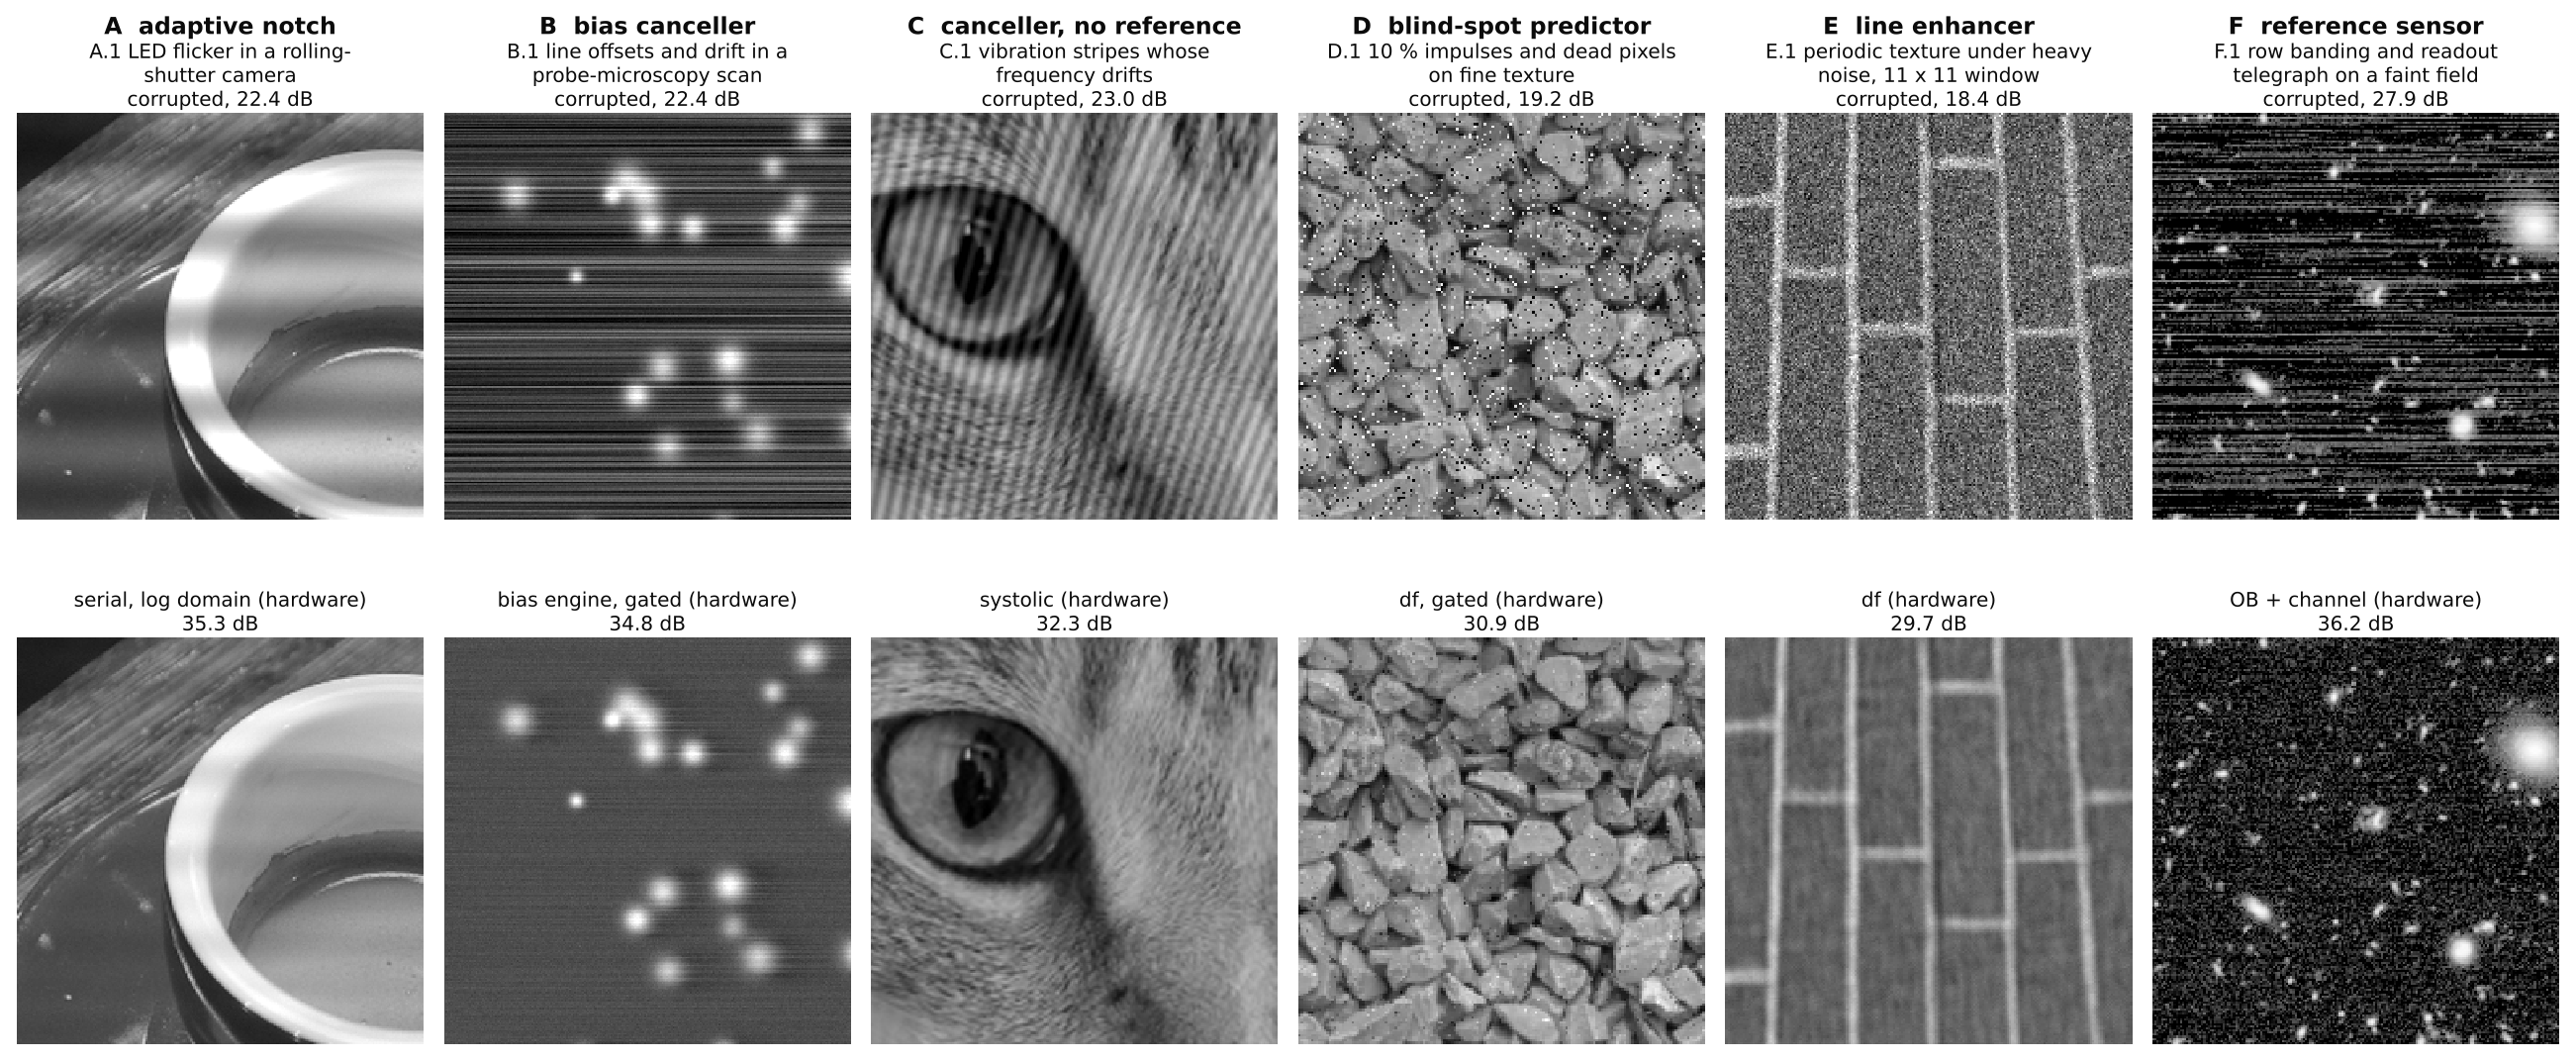 A adaptive notch
A.1 LED flicker in a rolling-
shutter camera
corrupted, 22.4 dB
B bias canceller
B.1 line offsets and drift in a
probe-microscopy scan
corrupted, 22.4 dB
C canceller, no reference
C.1 vibration stripes whose
frequency drifts
corrupted, 23.0 dB
D blind-spot predictor
D.1 10 % impulses and dead pixels
on fine texture
corrupted, 19.2 dB
E line enhancer
E.1 periodic texture under heavy
noise, 11 x 11 window
corrupted, 18.4 dB
F reference sensor
F.1 row banding and readout
telegraph on a faint field
corrupted, 27.9 dB
serial, log domain (hardware)
35.3 dB
bias engine, gated (hardware)
34.8 dB
systolic (hardware)
32.3 dB
df, gated (hardware)
30.9 dB
df (hardware)
29.7 dB
OB + channel (hardware)
36.2 dB